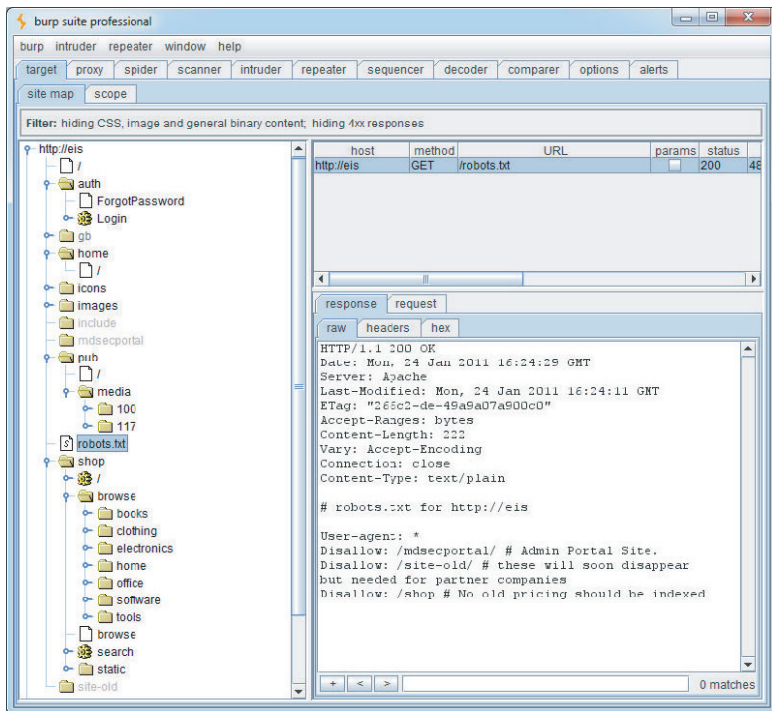 burp suite professional
burp intruder repeater window help
target proxy spider scanner intruder repeater sequencer decoder comparer options alerts
site map scope
Filter: hiding CSS, image and general binary content; hiding 4xx responses
http://eis
/
auth
ForgotPassword
Login
gb
home
/
icons
images
include
mdsecportal
pub
/
media
100
117
robots.txt
shop
/
browse
books
clothing
electronics
home
office
software
tools
browse
search
static
site-old
host method URL params status
http://eis GET /robots.txt 200 48
response request
raw headers hex
HTTP/1.1 200 OK
Date: Mon, 24 Jan 2011 16:24:29 GMT
Server: Apache
Last-Modified: Mon, 24 Jan 2011 16:24:11 GMT
ETag: "266c2-de-49a9a07a900c0"
Accept-Ranges: bytes
Content-Length: 222
Vary: Accept-Encoding
Connection: close
Content-Type: text/plain
# robots.txt for http://eis
User-agent: *
Disallow: /mdsecportal/ # Admin Portal Site.
Disallow: /site-old/ # these will soon disappear
but needed for partner companies
Disallow: /shop # No old pricing should be indexed
+ < > 0 matches